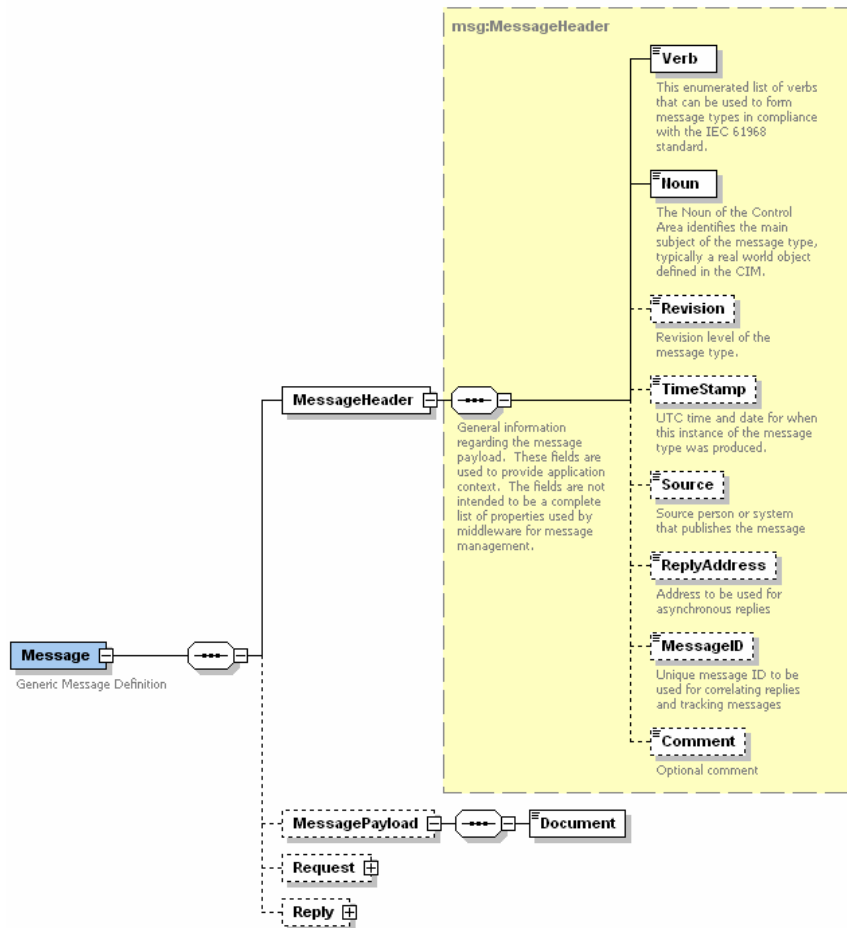 msg:MessageHeader
Verb
This enumerated list of verbs
that can be used to form
message types in compliance
with the IEC 61968
standard.
Noun
The Noun of the Control
Area identifies the main
subject of the message type,
typically a real world object
defined in the CIM.
Revision
Revision level of the
message type.
MessageHeader
General information
regarding the message
payload. These fields are
used to provide application
context. The fields are not
intended to be a complete
list of properties used by
middleware for message
management.
TimeStamp
UTC time and date for when
this instance of the message
type was produced.
Source
Source person or system
that publishes the message
ReplyAddress
Address to be used for
asynchronous replies
MessageID
Unique message ID to be
used for correlating replies
and tracking messages
Comment
Optional comment
Message
Generic Message Definition
MessagePayload
Document
Request
Reply